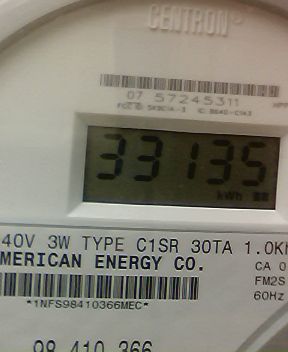 CENTRON
07 57245311
33135
kWh
40V 3W TYPE C1SR 30TA 1.0K
MERICAN ENERGY CO.
CA 0
FM2S
60Hz
*1NFS98410366MEC*
98 410 366